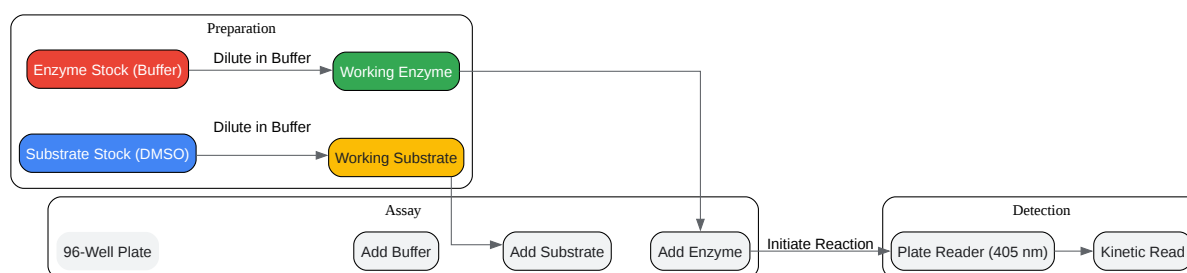 Preparation
Enzyme Stock (Buffer)
Dilute in Buffer
Working Enzyme
Substrate Stock (DMSO)
Dilute in Buffer
Working Substrate
Assay
96-Well Plate
Add Buffer
Add Substrate
Add Enzyme
Initiate Reaction
Detection
Plate Reader (405 nm)
Kinetic Read